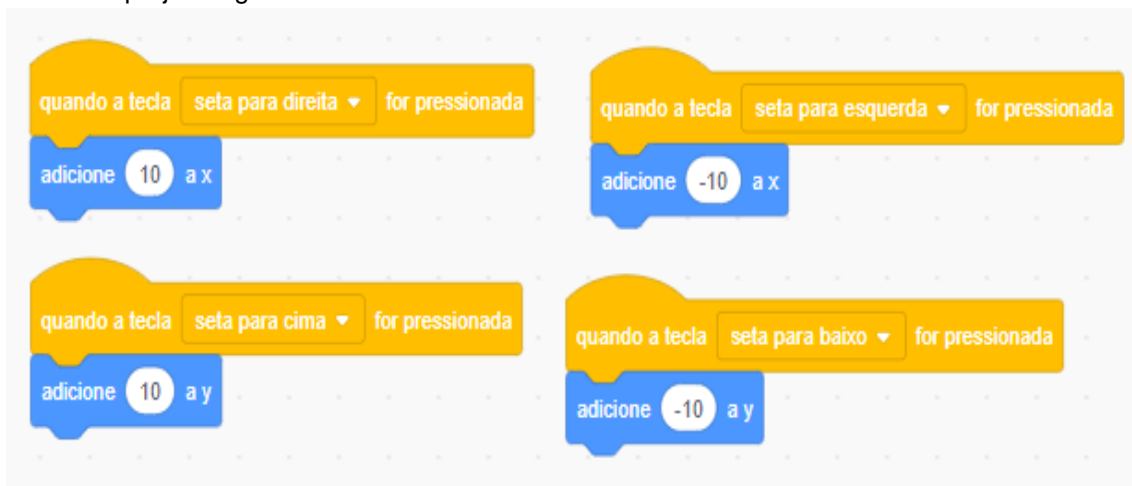 quando a tecla seta para direita for pressionada
adicione 10 a x
quando a tecla seta para esquerda for pressionada
adicione -10 a x
quando a tecla seta para cima for pressionada
adicione 10 a y
quando a tecla seta para baixo for pressionada
adicione -10 a y